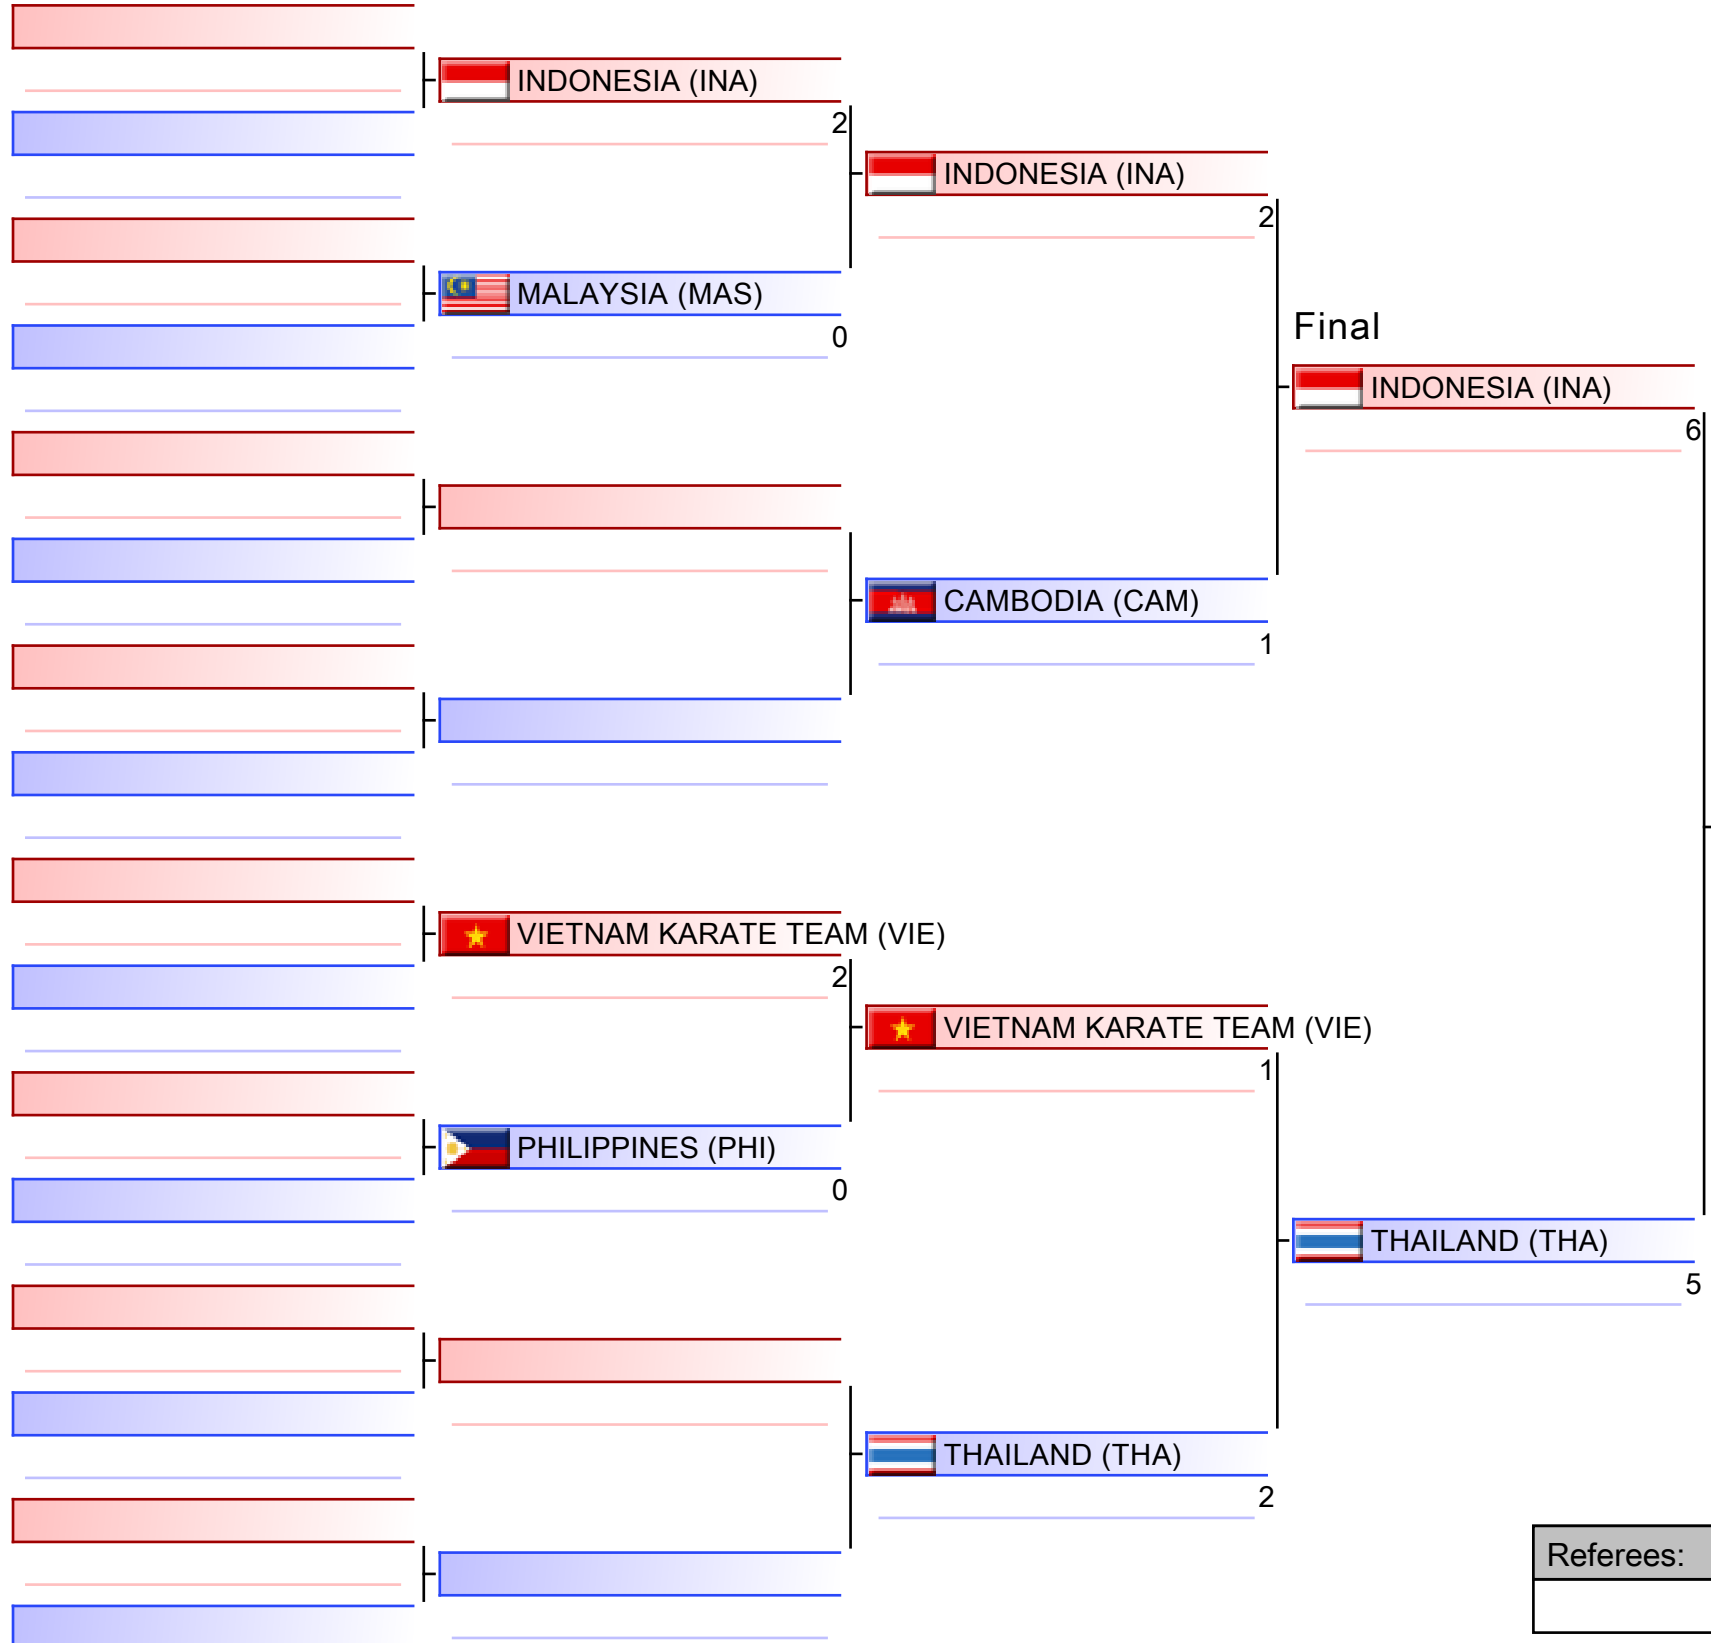 INDONESIA (INA)
2
INDONESIA (INA)
2
MALAYSIA (MAS)
0
Final
INDONESIA (INA)
6
CAMBODIA (CAM)
1
VIETNAM KARATE TEAM (VIE)
2
VIETNAM KARATE TEAM (VIE)
1
PHILIPPINES (PHI)
0
THAILAND (THA)
5
THAILAND (THA)
2
Referees: